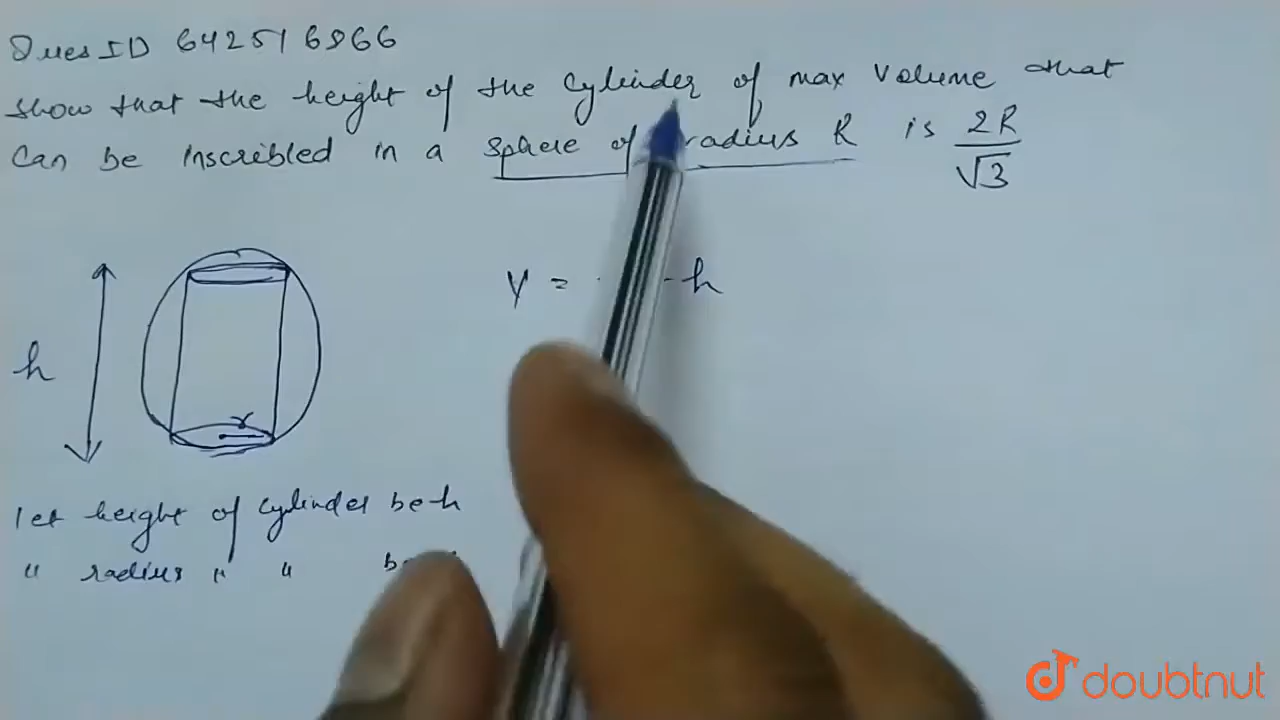 Ques ID 642516966
Show that the height of the cylinder of max volume that
can be inscribled in a sphere of radius R is 2R
√3
V = h
h
r
let height of cylinder be h
" radius " "
doubtnut